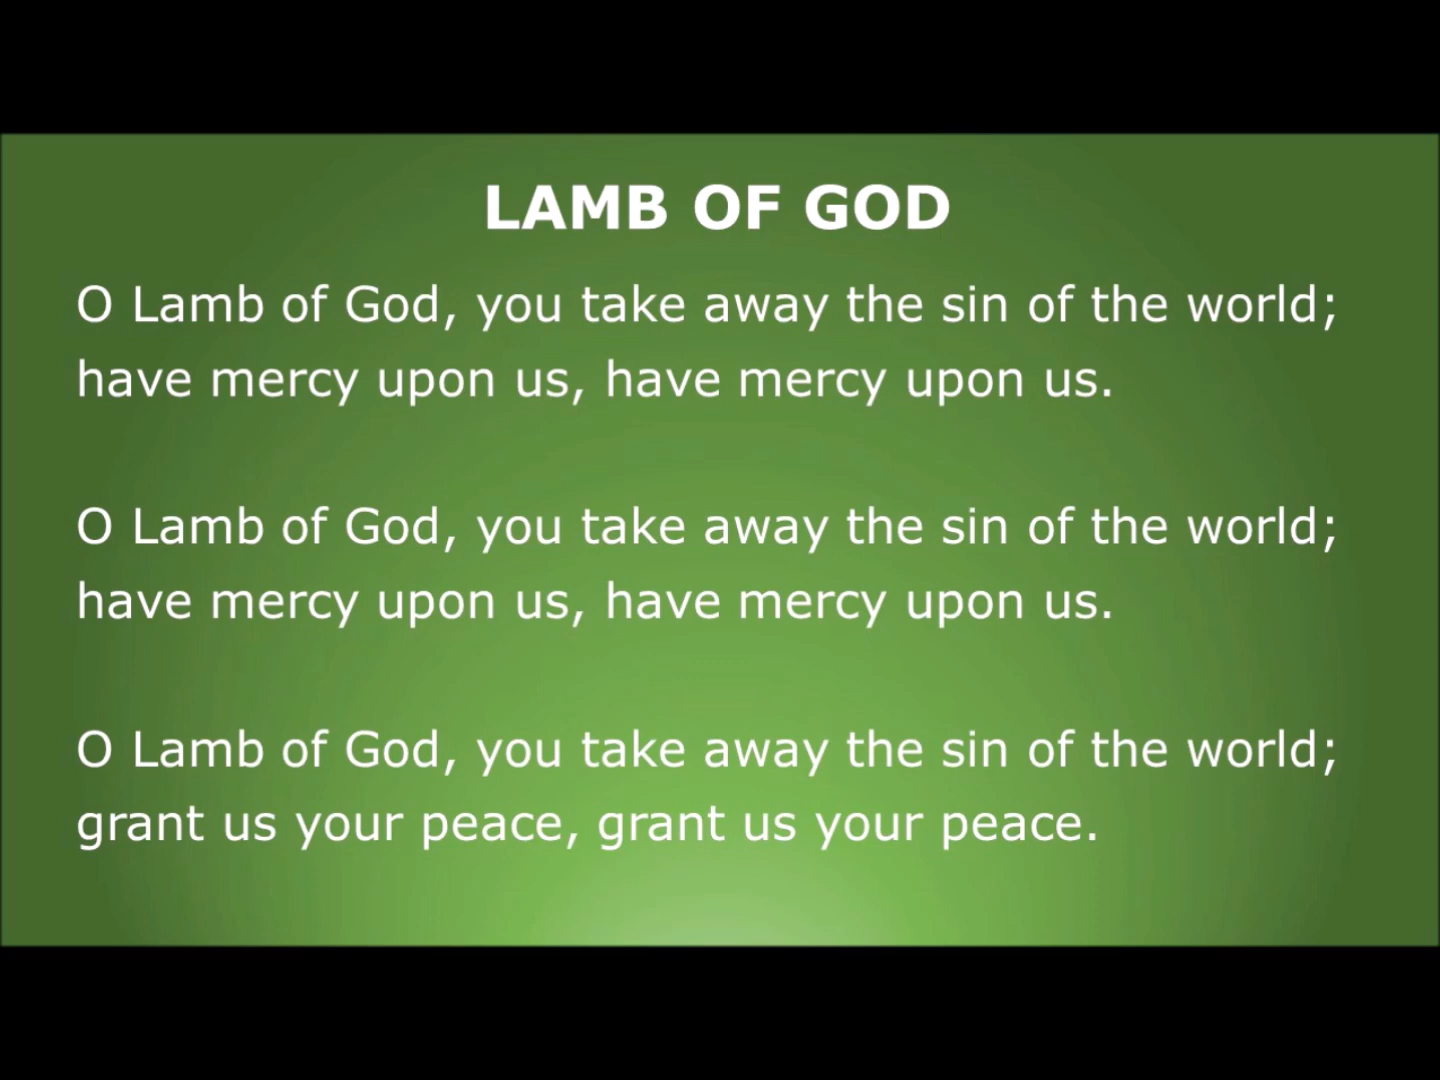 LAMB OF GOD
O Lamb of God, you take away the sin of the world;
have mercy upon us, have mercy upon us.
O Lamb of God, you take away the sin of the world;
have mercy upon us, have mercy upon us.
O Lamb of God, you take away the sin of the world;
grant us your peace, grant us your peace.